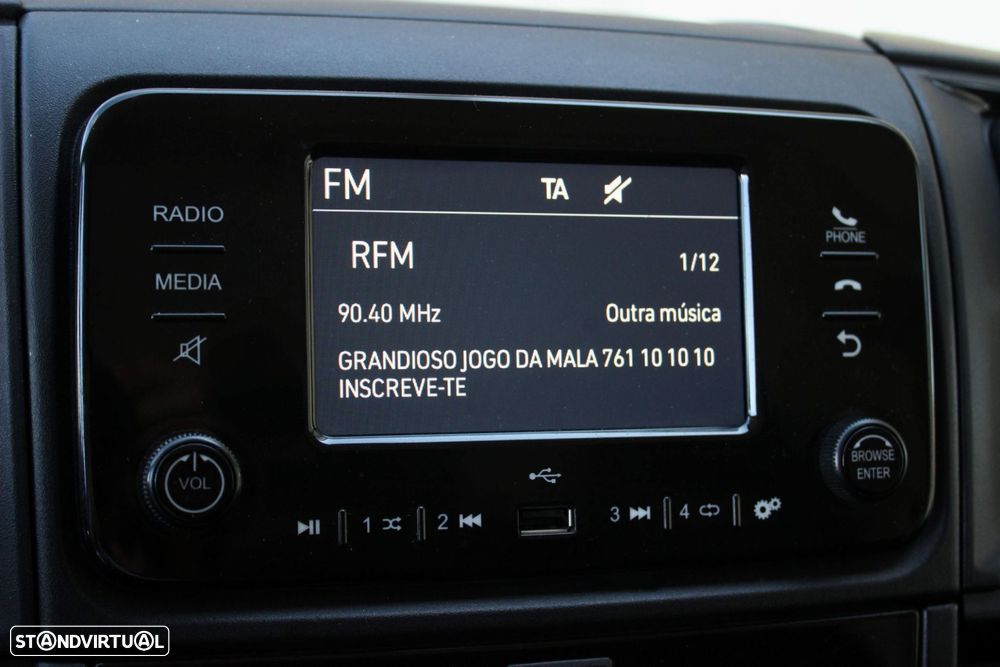 FM TA
RADIO
MEDIA
RFM 1/12
90.40 MHz Outra música
GRANDIOSO JOGO DA MALA 761 10 10 10
INSCREVE-TE
PHONE
VOL
BROWSE
ENTER
1 2 3 4
STANDVIRTUAL